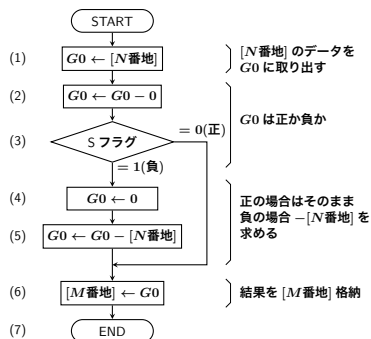 START
(1) G0 ← [N番地]
[N番地] のデータを
G0 に取り出す
(2) G0 ← G0 − 0
G0 は正か負か
(3) S フラグ
= 0(正)
= 1(負)
(4) G0 ← 0
正の場合はそのまま
負の場合 −[N番地] を
求める
(5) G0 ← G0 − [N番地]
(6) [M番地] ← G0
結果を [M番地] 格納
(7) END